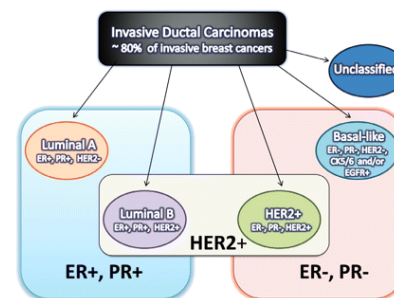 Invasive Ductal Carcinomas
~ 80% of invasive breast cancers
Unclassified
Luminal A
ER+, PR+, HER2-
Basal-like
ER-, PR-, HER2-,
CK5/6 and/or
EGFR+
Luminal B
ER+, PR+, HER2+
HER2+
ER-, PR-, HER2+
HER2+
ER+, PR+
ER-, PR-